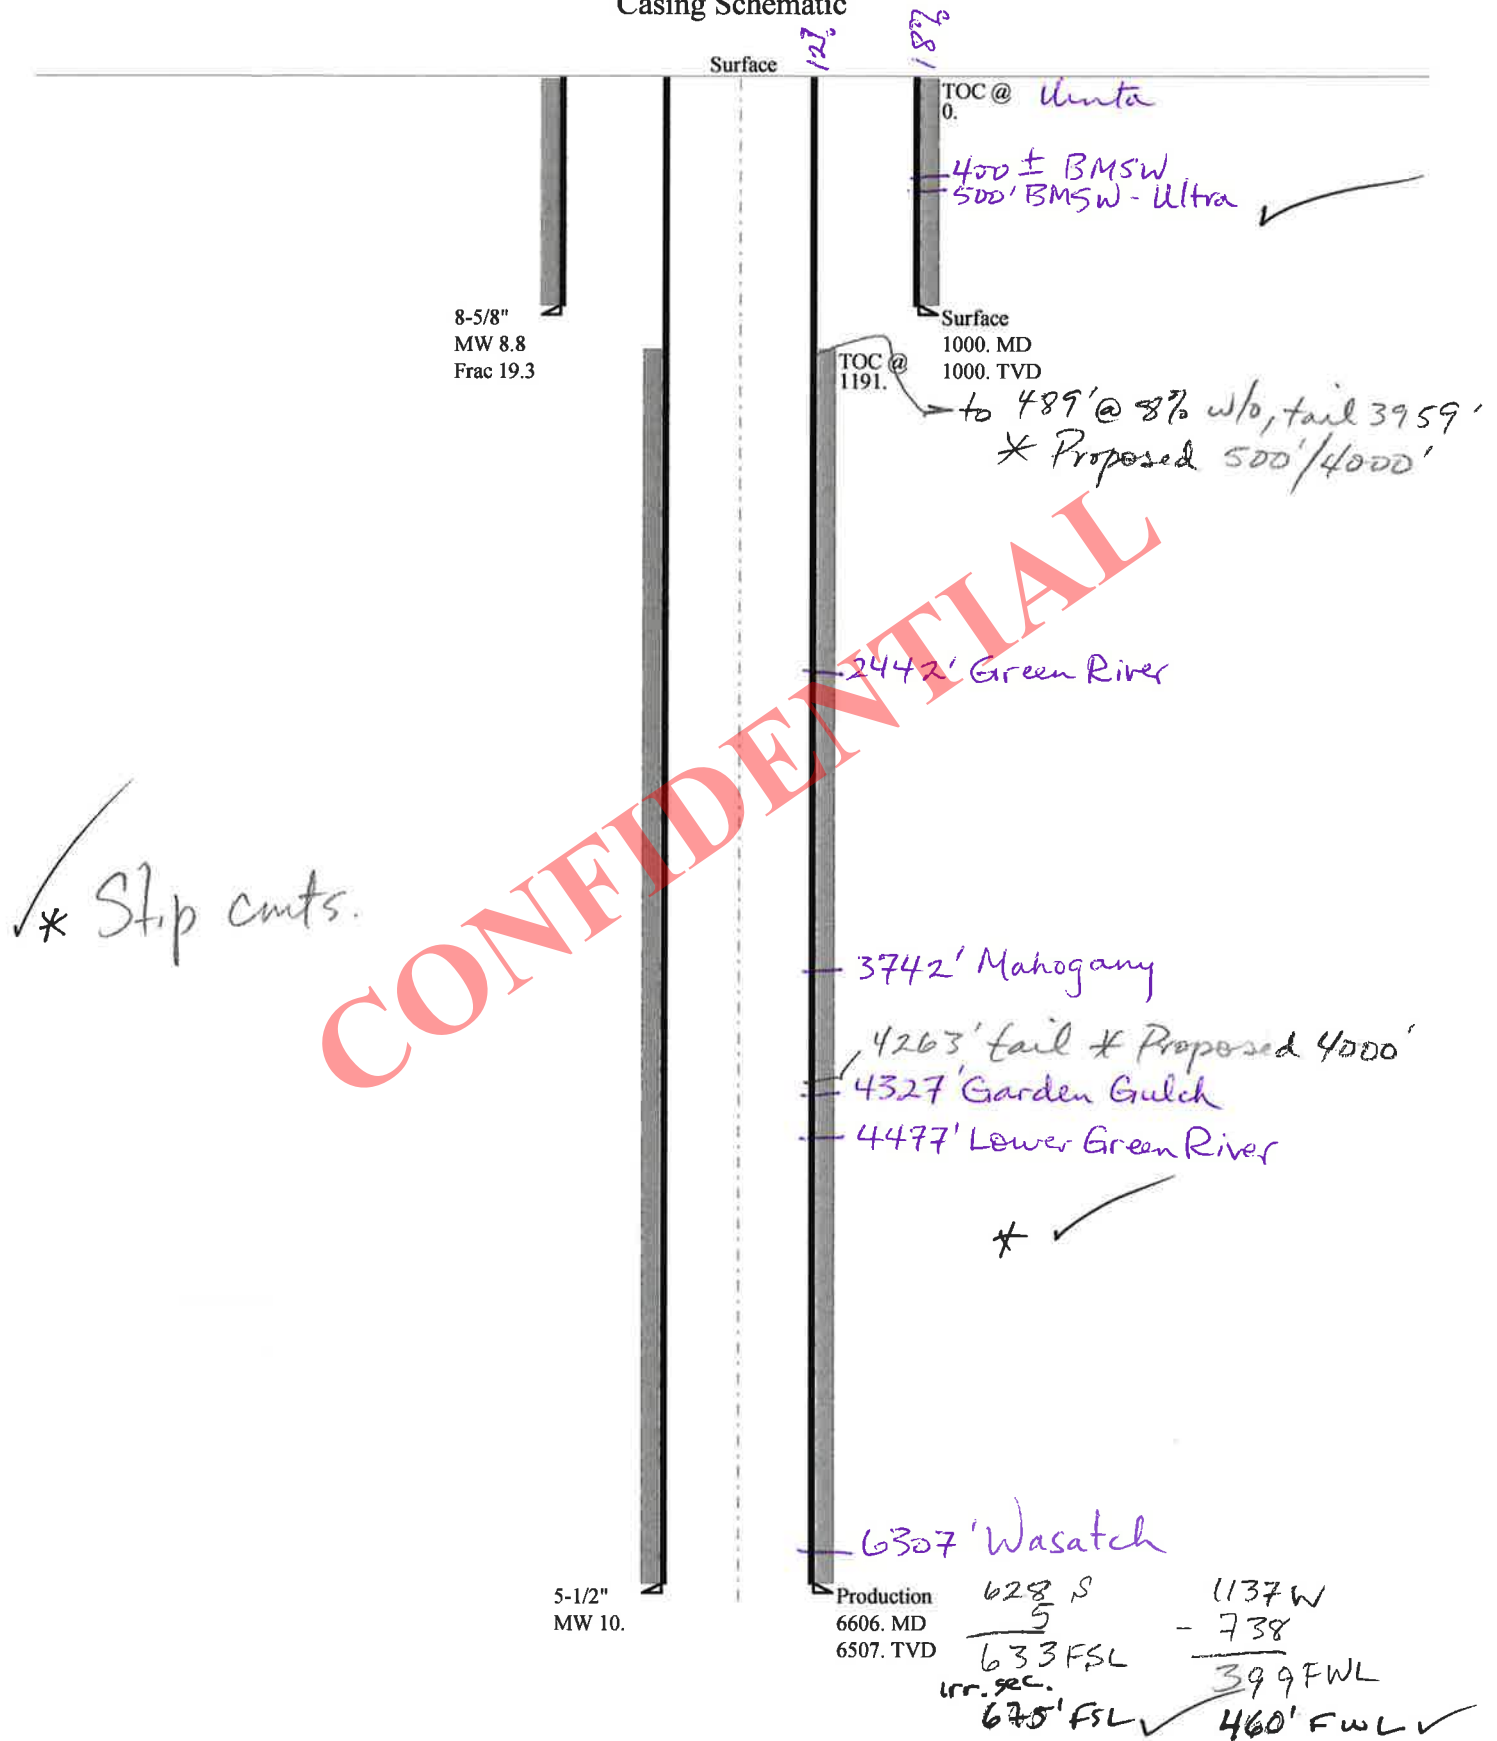 Casing Schematic
12%
18%
Surface
TOC @
0.
Uinta
400 ± BMSW
500' BMSW - Ultra
8-5/8"
MW 8.8
Frac 19.3
Surface
1000. MD
1000. TVD
TOC @
1191.
to 489' @ 8% w/o, tail 3959'
* Proposed 500'/4000'
2442' Green River
CONFIDENTIAL
* Stip cmts.
3742' Mahogany
4263' tail * Proposed 4000'
4327' Garden Gulch
4477' Lower Green River
*
6307' Wasatch
5-1/2"
MW 10.
Production
6606. MD
6507. TVD
628 S
5
633 FSL
irr. sec.
675' FSL
1137 W
- 738
399 FWL
460' FWL